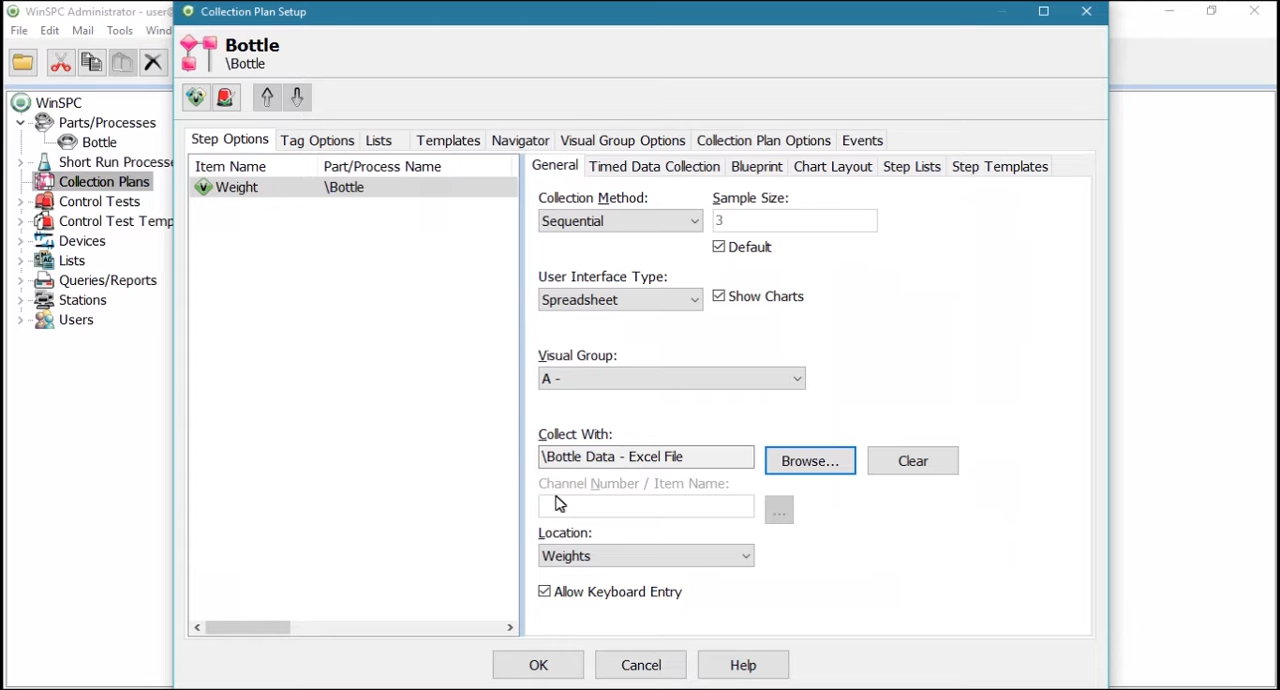 WinSPC Administrator - user@
Collection Plan Setup
File Edit Mail Tools Wind
Bottle
\Bottle
WinSPC
Parts/Processes
Bottle
Short Run Processe
Collection Plans
Control Tests
Control Test Temp
Devices
Lists
Queries/Reports
Stations
Users
Step Options Tag Options Lists Templates Navigator Visual Group Options Collection Plan Options Events
Item Name Part/Process Name
Weight \Bottle
General Timed Data Collection Blueprint Chart Layout Step Lists Step Templates
Collection Method: Sample Size:
Sequential 3
Default
User Interface Type:
Spreadsheet Show Charts
Visual Group:
A -
Collect With:
\Bottle Data - Excel File Browse... Clear
Channel Number / Item Name:
...
Location:
Weights
Allow Keyboard Entry
OK Cancel Help